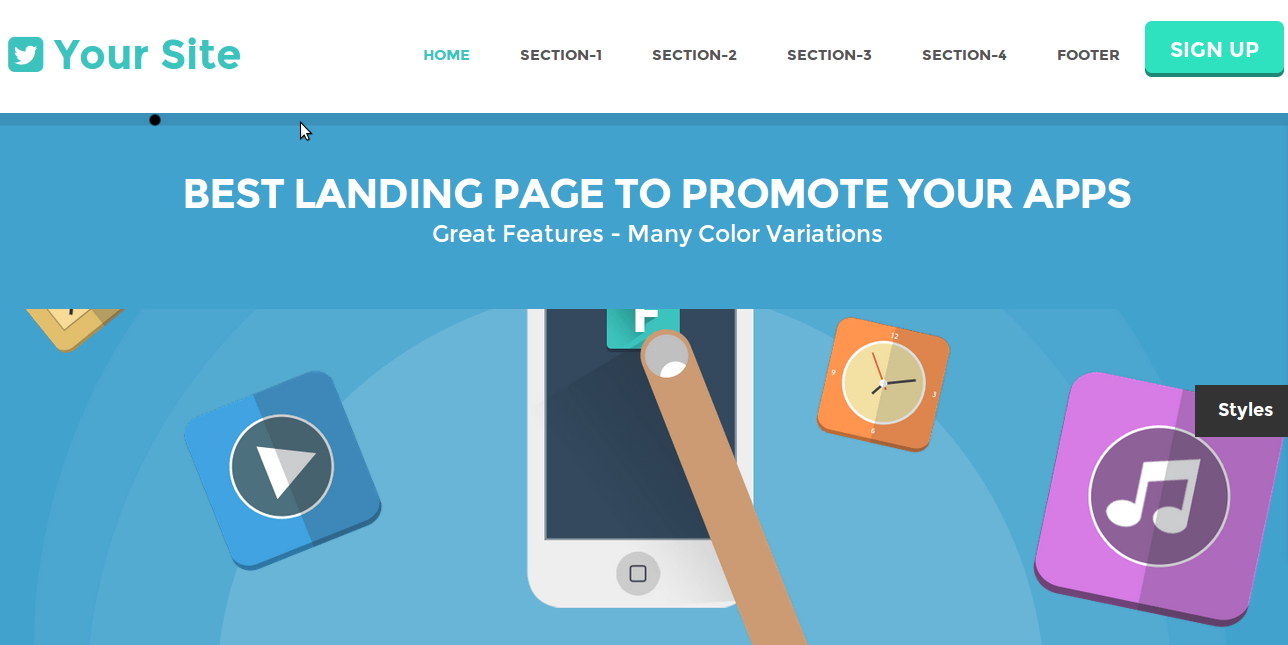 Your Site
HOME
SECTION-1
SECTION-2
SECTION-3
SECTION-4
FOOTER
SIGN UP
BEST LANDING PAGE TO PROMOTE YOUR APPS
Great Features - Many Color Variations
F
12
9
3
6
Styles